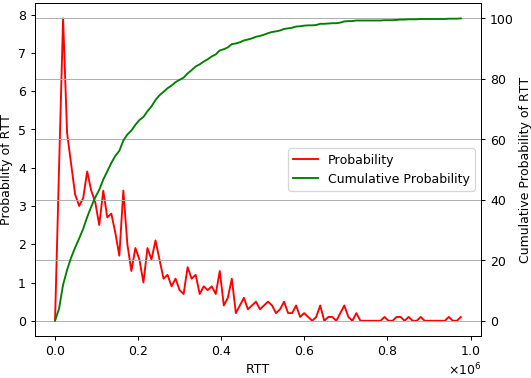 8
7
6
5
4
3
2
1
0
Probability of RTT
100
80
60
40
20
0
Cumulative Probability of RTT
Probability
Cumulative Probability
0.0 0.2 0.4 0.6 0.8 1.0
RTT
×10⁶